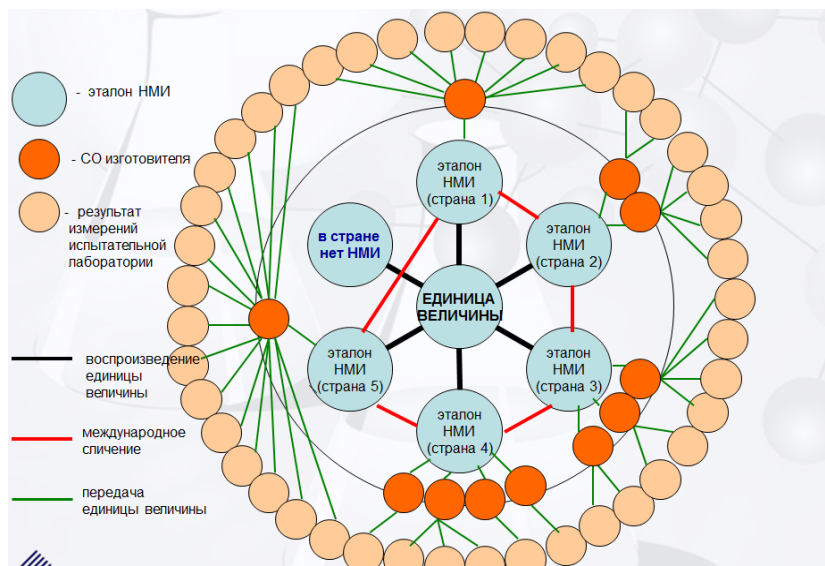 - эталон НМИ
- СО изготовителя
- результат
измерений
испытательной
лаборатории
воспроизведение
единицы
величины
международное
сличение
передача
единицы величины
эталон
НМИ
(страна 1)
в стране
нет НМИ
эталон
НМИ
(страна 2)
ЕДИНИЦА
ВЕЛИЧИНЫ
эталон
НМИ
(страна 5)
эталон
НМИ
(страна 3)
эталон
НМИ
(страна 4)